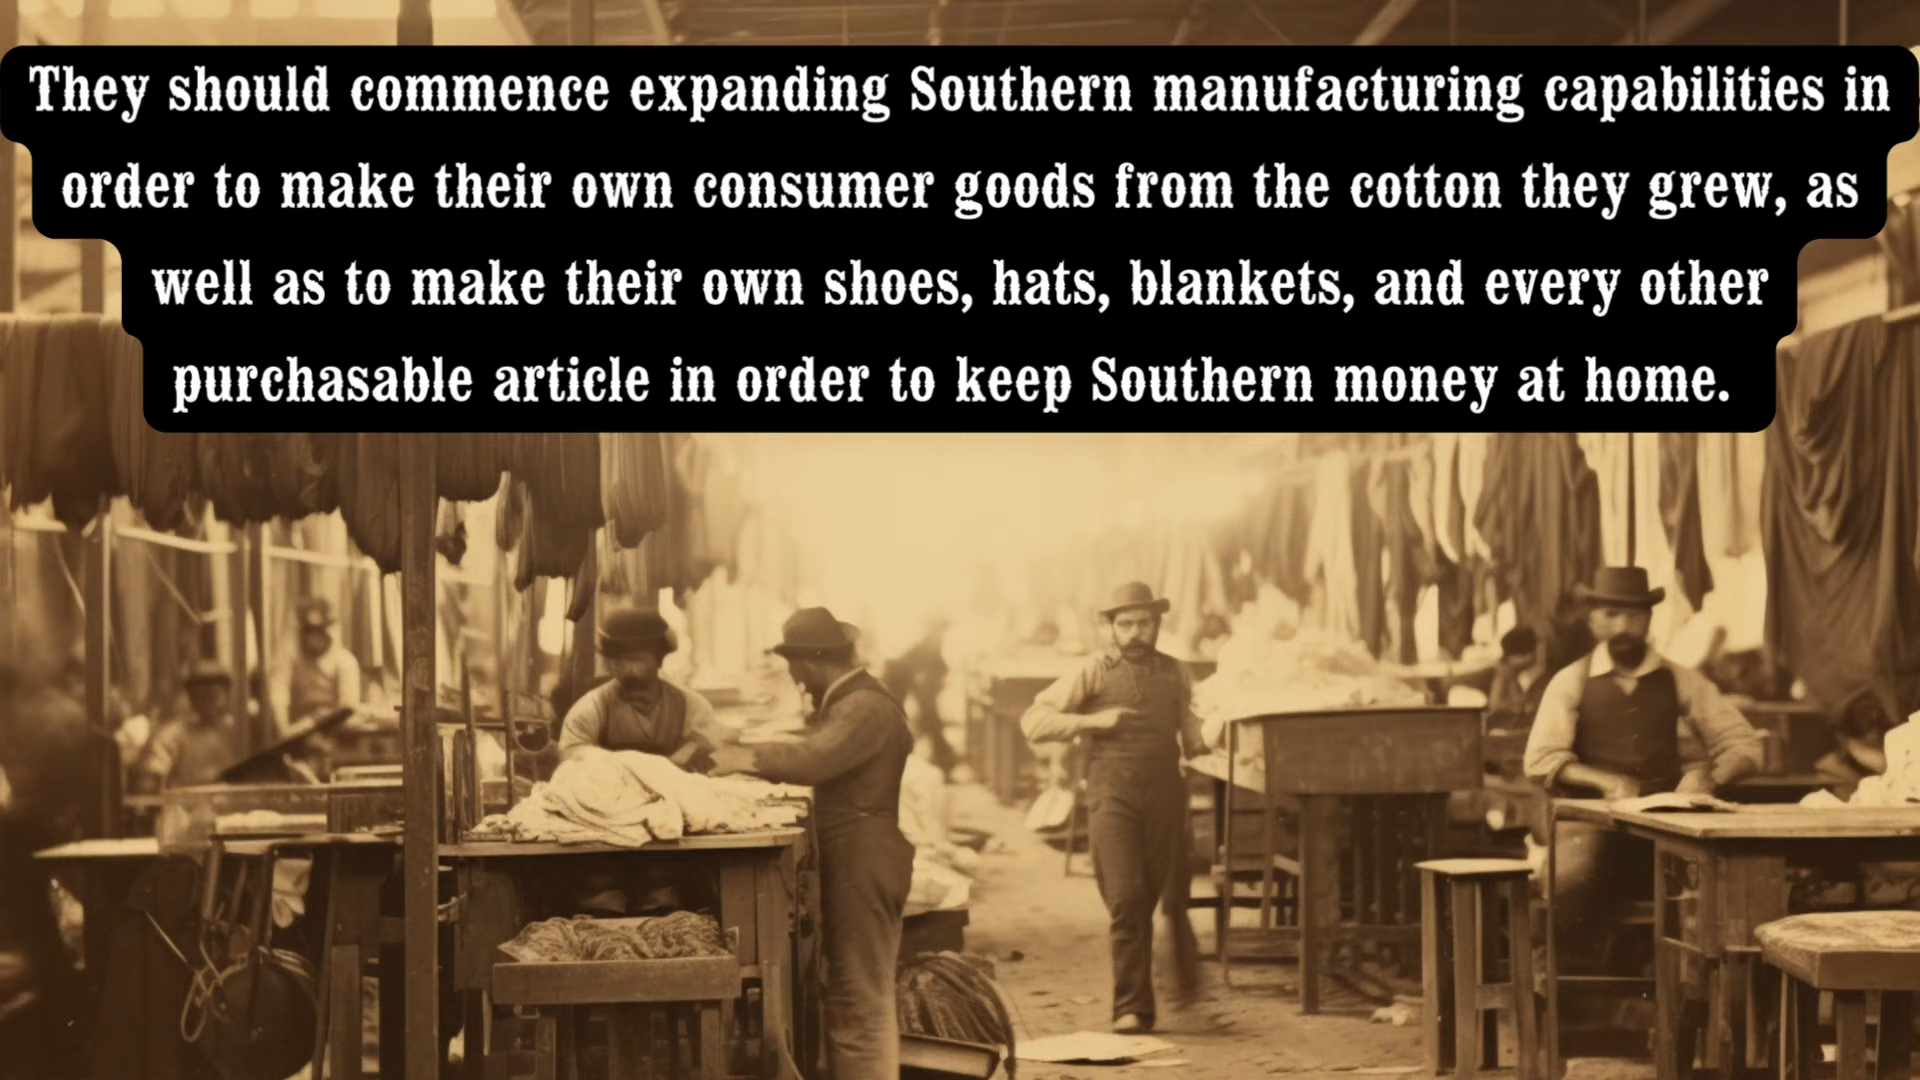 They should commence expanding Southern manufacturing capabilities in
order to make their own consumer goods from the cotton they grew, as
well as to make their own shoes, hats, blankets, and every other
purchasable article in order to keep Southern money at home.